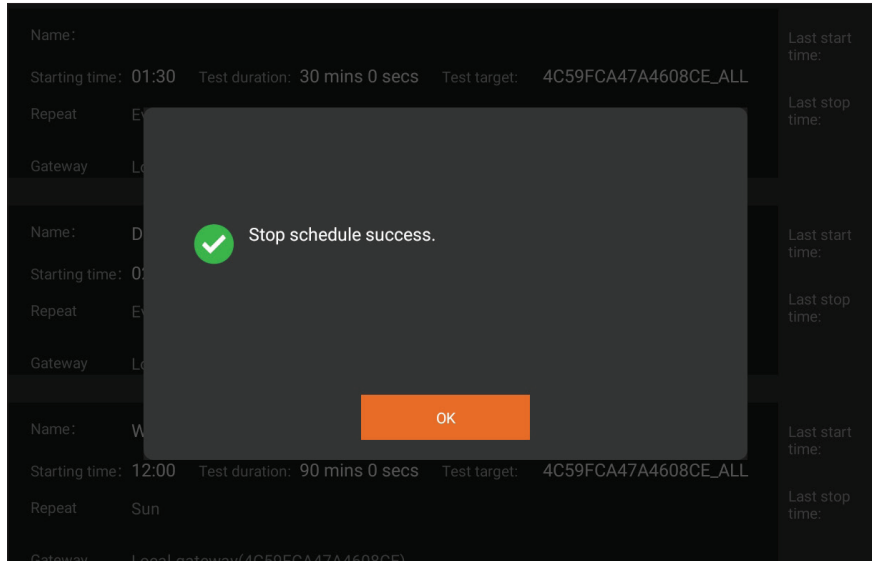 Name:
Last start
time:
Starting time: 01:30 Test duration: 30 mins 0 secs Test target: 4C59FCA47A4608CE_ALL
Last stop
time:
Repeat
Gateway
Stop schedule success.
Name: D
Last start
time:
Starting time:
Last stop
time:
Repeat
Gateway
OK
Name: W
Last start
time:
Starting time: 12:00 Test duration: 90 mins 0 secs Test target: 4C59FCA47A4608CE_ALL
Last stop
time:
Repeat Sun
Gateway Local gateway(4C59FCA47A4608CE)